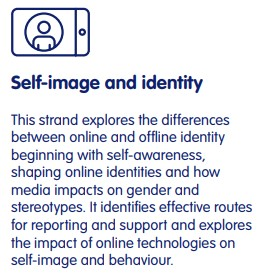 Self-image and identity
This strand explores the differences
between online and offline identity
beginning with self-awareness,
shaping online identities and how
media impacts on gender and
stereotypes. It identifies effective routes
for reporting and support and explores
the impact of online technologies on
self-image and behaviour.